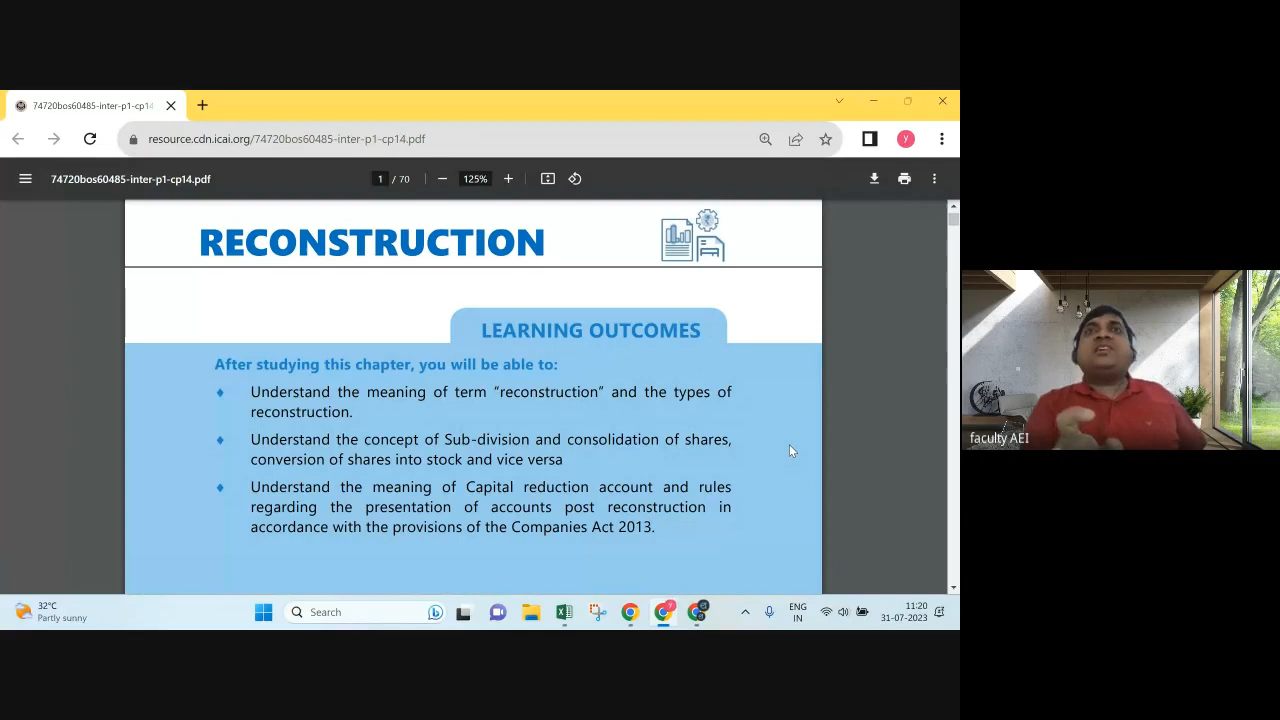 74720bos60485-inter-p1-cp14
resource.cdn.icai.org/74720bos60485-inter-p1-cp14.pdf
y
74720bos60485-inter-p1-cp14.pdf
1 / 70
125%
RECONSTRUCTION
LEARNING OUTCOMES
After studying this chapter, you will be able to:
Understand the meaning of term “reconstruction” and the types of
reconstruction.
Understand the concept of Sub-division and consolidation of shares,
conversion of shares into stock and vice versa
Understand the meaning of Capital reduction account and rules
regarding the presentation of accounts post reconstruction in
accordance with the provisions of the Companies Act 2013.
faculty AEI
32°C
Partly sunny
Search
ENG
IN
11:20
31-07-2023